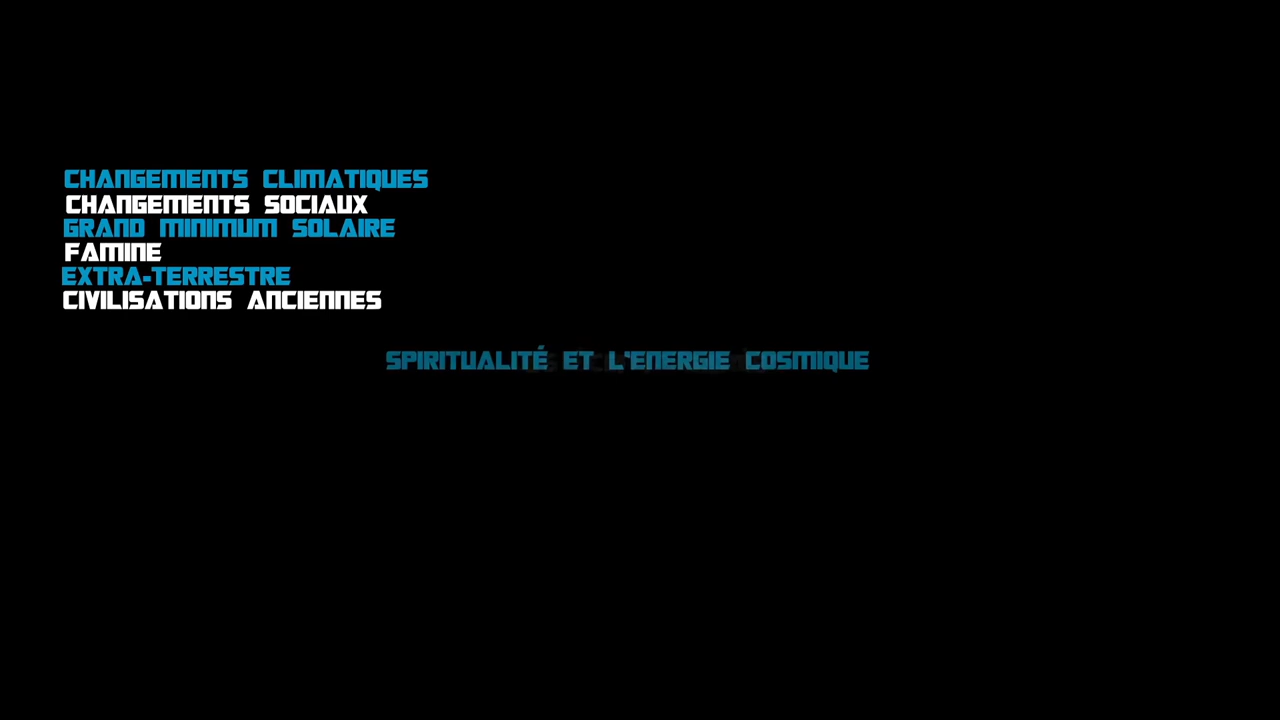 CHANGEMENTS CLIMATIQUES
CHANGEMENTS SOCIAUX
GRAND MINIMUM SOLAIRE
FAMINE
EXTRA-TERRESTRE
CIVILISATIONS ANCIENNES
SPIRITUALITÉ ET L'ENERGIE COSMIQUE